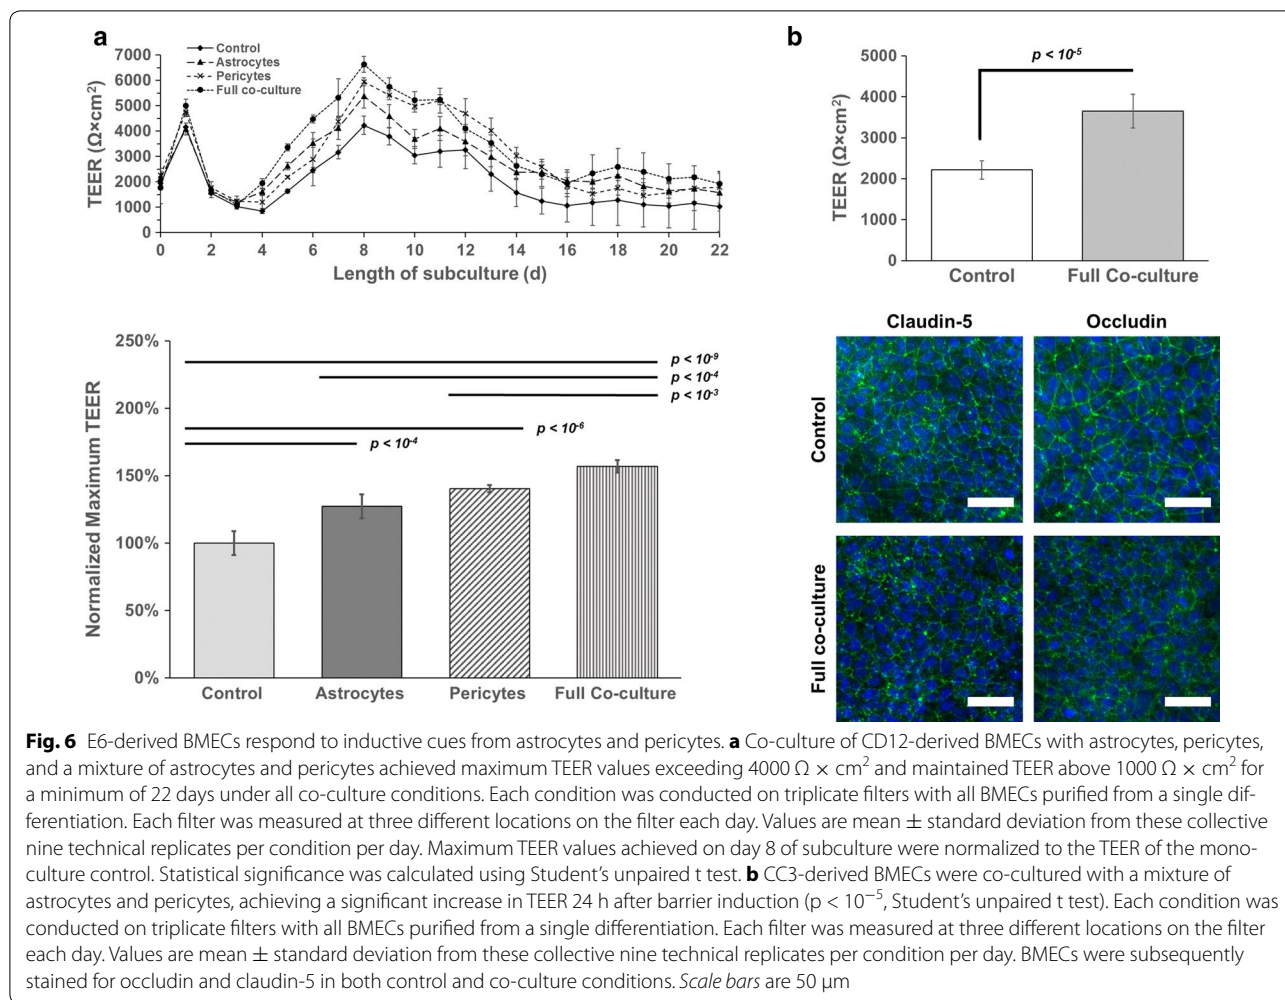 a
7000
6000
5000
4000
3000
2000
1000
0
TEER (Ω×cm²)
Control
Astrocytes
Pericytes
Full co-culture
0 2 4 6 8 10 12 14 16 18 20 22
Length of subculture (d)
b
5000
4000
3000
2000
1000
0
TEER (Ω×cm²)
p < 10⁻⁵
Control Full Co-culture
250%
200%
150%
100%
50%
0%
Normalized Maximum TEER
p < 10⁻⁹
p < 10⁻⁴
p < 10⁻³
p < 10⁻⁶
p < 10⁻⁴
Control Astrocytes Pericytes Full Co-culture
Claudin-5 Occludin
Control
Full co-culture
Fig. 6 E6-derived BMECs respond to inductive cues from astrocytes and pericytes. a Co-culture of CD12-derived BMECs with astrocytes, pericytes,
and a mixture of astrocytes and pericytes achieved maximum TEER values exceeding 4000 Ω × cm² and maintained TEER above 1000 Ω × cm² for
a minimum of 22 days under all co-culture conditions. Each condition was conducted on triplicate filters with all BMECs purified from a single dif-
ferentiation. Each filter was measured at three different locations on the filter each day. Values are mean ± standard deviation from these collective
nine technical replicates per condition per day. Maximum TEER values achieved on day 8 of subculture were normalized to the TEER of the mono-
culture control. Statistical significance was calculated using Student's unpaired t test. b CC3-derived BMECs were co-cultured with a mixture of
astrocytes and pericytes, achieving a significant increase in TEER 24 h after barrier induction (p < 10⁻⁵, Student's unpaired t test). Each condition was
conducted on triplicate filters with all BMECs purified from a single differentiation. Each filter was measured at three different locations on the filter
each day. Values are mean ± standard deviation from these collective nine technical replicates per condition per day. BMECs were subsequently
stained for occludin and claudin-5 in both control and co-culture conditions. Scale bars are 50 µm